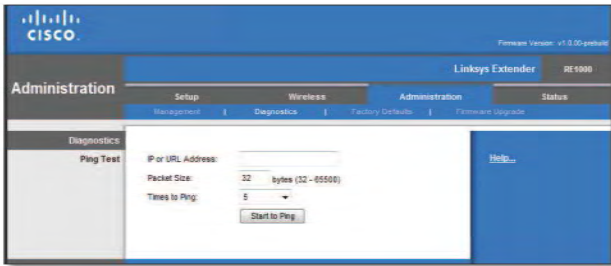 CISCO
Firmware Version: v1.0.00-prebuild
Linksys Extender RE1000
Administration
Setup Wireless Administration Status
Management | Diagnostics | Factory Defaults | Firmware Upgrade
Diagnostics
Ping Test
IP or URL Address:
Packet Size: 32 bytes (32 - 65500)
Times to Ping: 5
Start to Ping
Help...